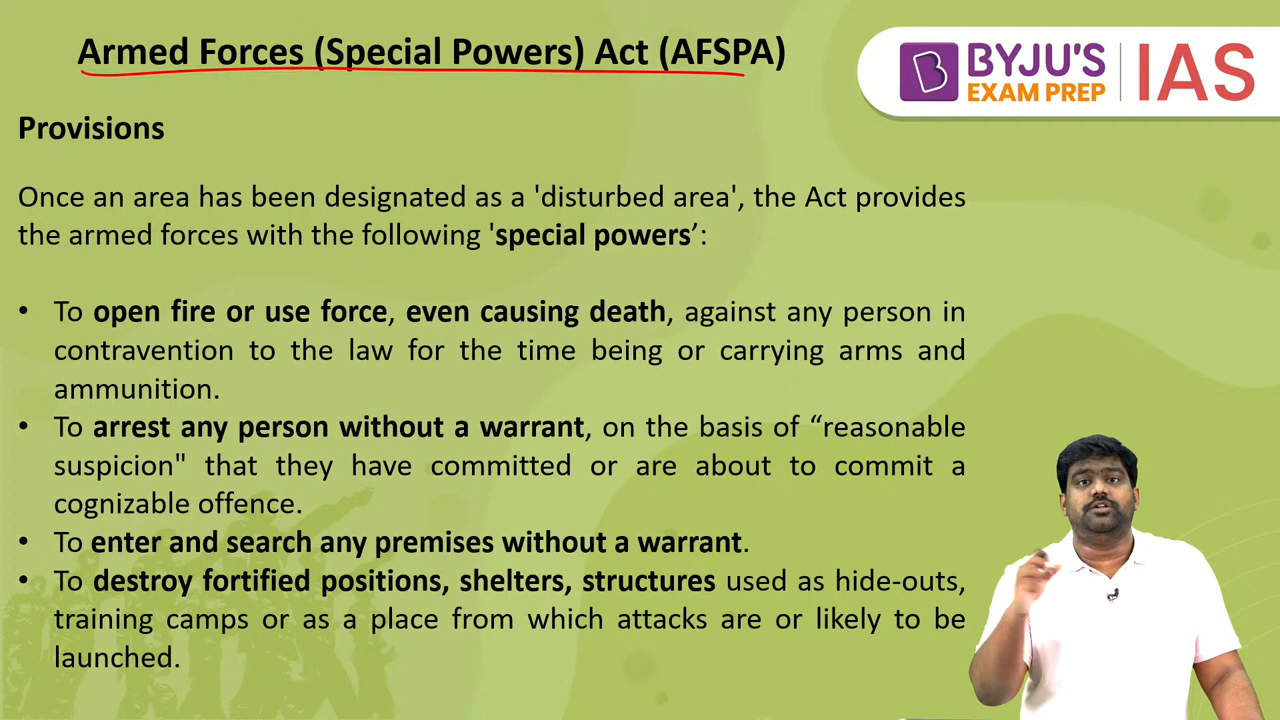 Armed Forces (Special Powers) Act (AFSPA)
BYJU'S
EXAM PREP
IAS
Provisions
Once an area has been designated as a 'disturbed area', the Act provides
the armed forces with the following 'special powers’:
• To open fire or use force, even causing death, against any person in
contravention to the law for the time being or carrying arms and
ammunition.
• To arrest any person without a warrant, on the basis of “reasonable
suspicion" that they have committed or are about to commit a
cognizable offence.
• To enter and search any premises without a warrant.
• To destroy fortified positions, shelters, structures used as hide-outs,
training camps or as a place from which attacks are or likely to be
launched.